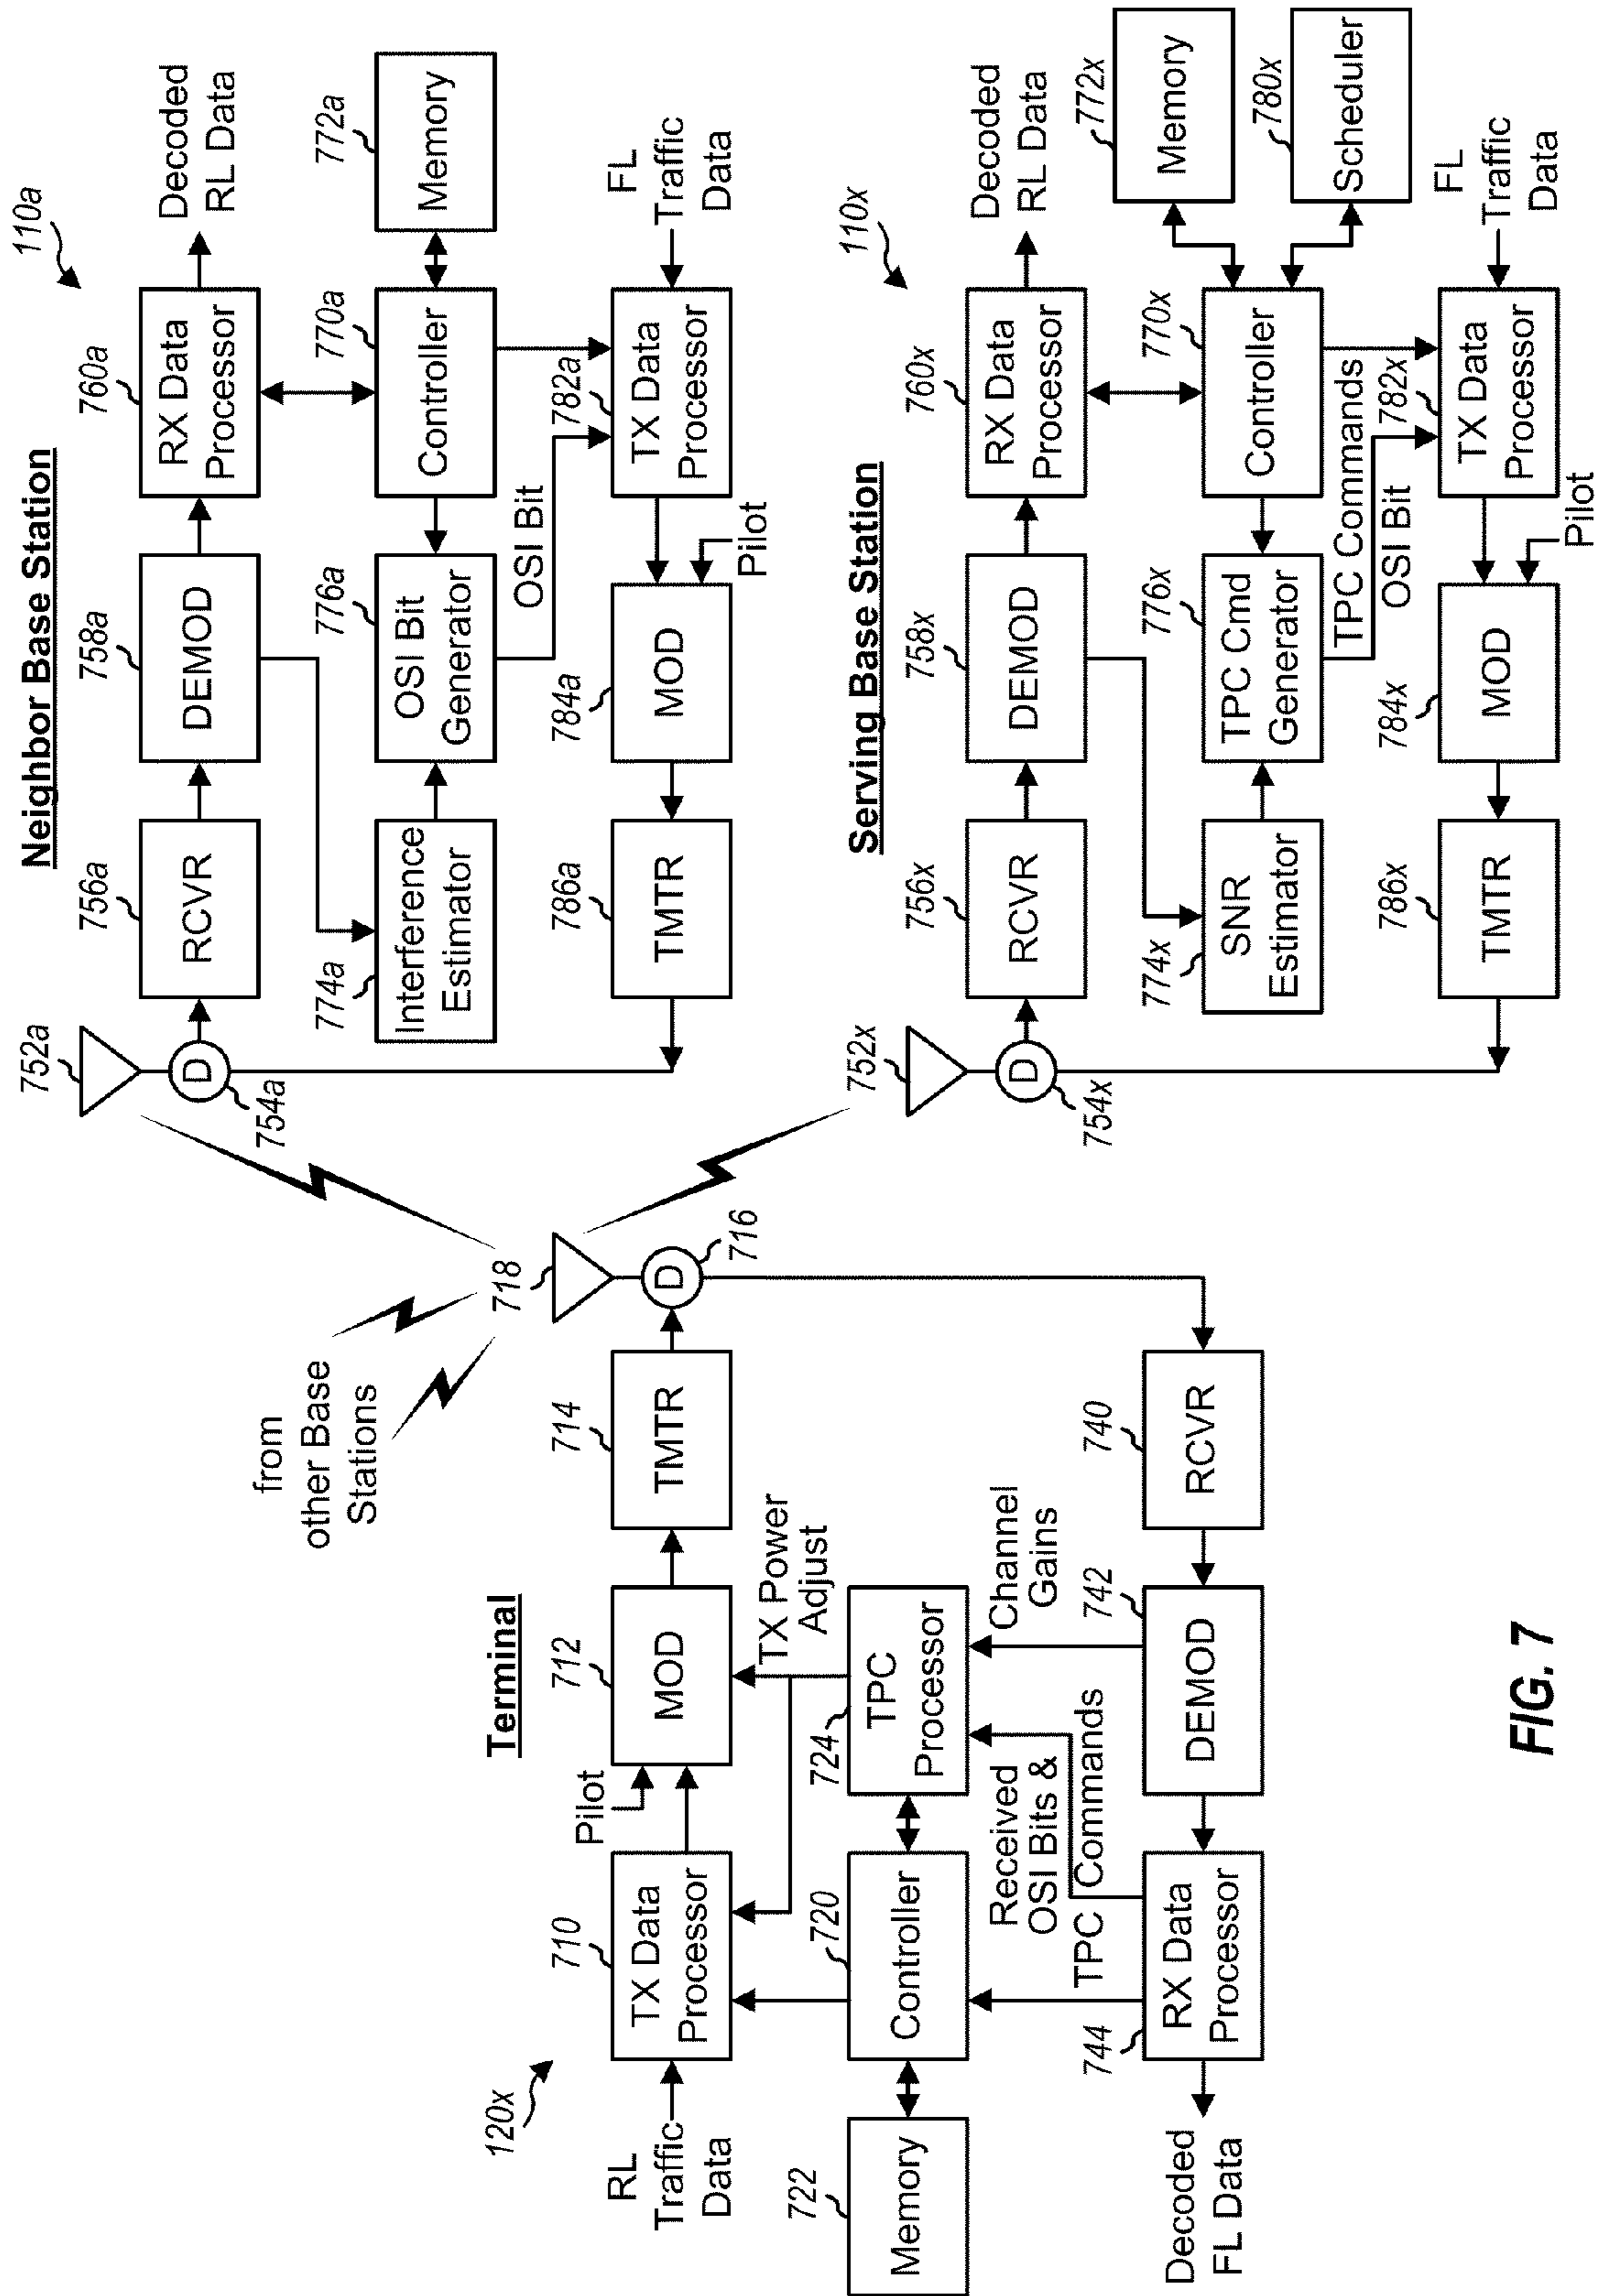 120x
Terminal
RL
Traffic
Data
710
TX Data
Processor
Pilot
712
MOD
714
TMTR
716
D
718
from
other Base
Stations
TX Power
Adjust
722
Memory
720
Controller
724
TPC
Processor
Received
OSI Bits &
TPC Commands
Channel
Gains
Decoded
FL Data
744
RX Data
Processor
742
DEMOD
740
RCVR
Neighbor Base Station
110a
752a
D
754a
756a
RCVR
758a
DEMOD
760a
RX Data
Processor
Decoded
RL Data
774a
Interference
Estimator
776a
OSI Bit
Generator
770a
Controller
772a
Memory
OSI Bit
786a
TMTR
784a
MOD
Pilot
782a
TX Data
Processor
FL
Traffic
Data
Serving Base Station
110x
752x
D
754x
756x
RCVR
758x
DEMOD
760x
RX Data
Processor
Decoded
RL Data
774x
SNR
Estimator
776x
TPC Cmd
Generator
770x
Controller
772x
Memory
780x
Scheduler
TPC Commands
OSI Bit
786x
TMTR
784x
MOD
Pilot
782x
TX Data
Processor
FL
Traffic
Data
FIG. 7